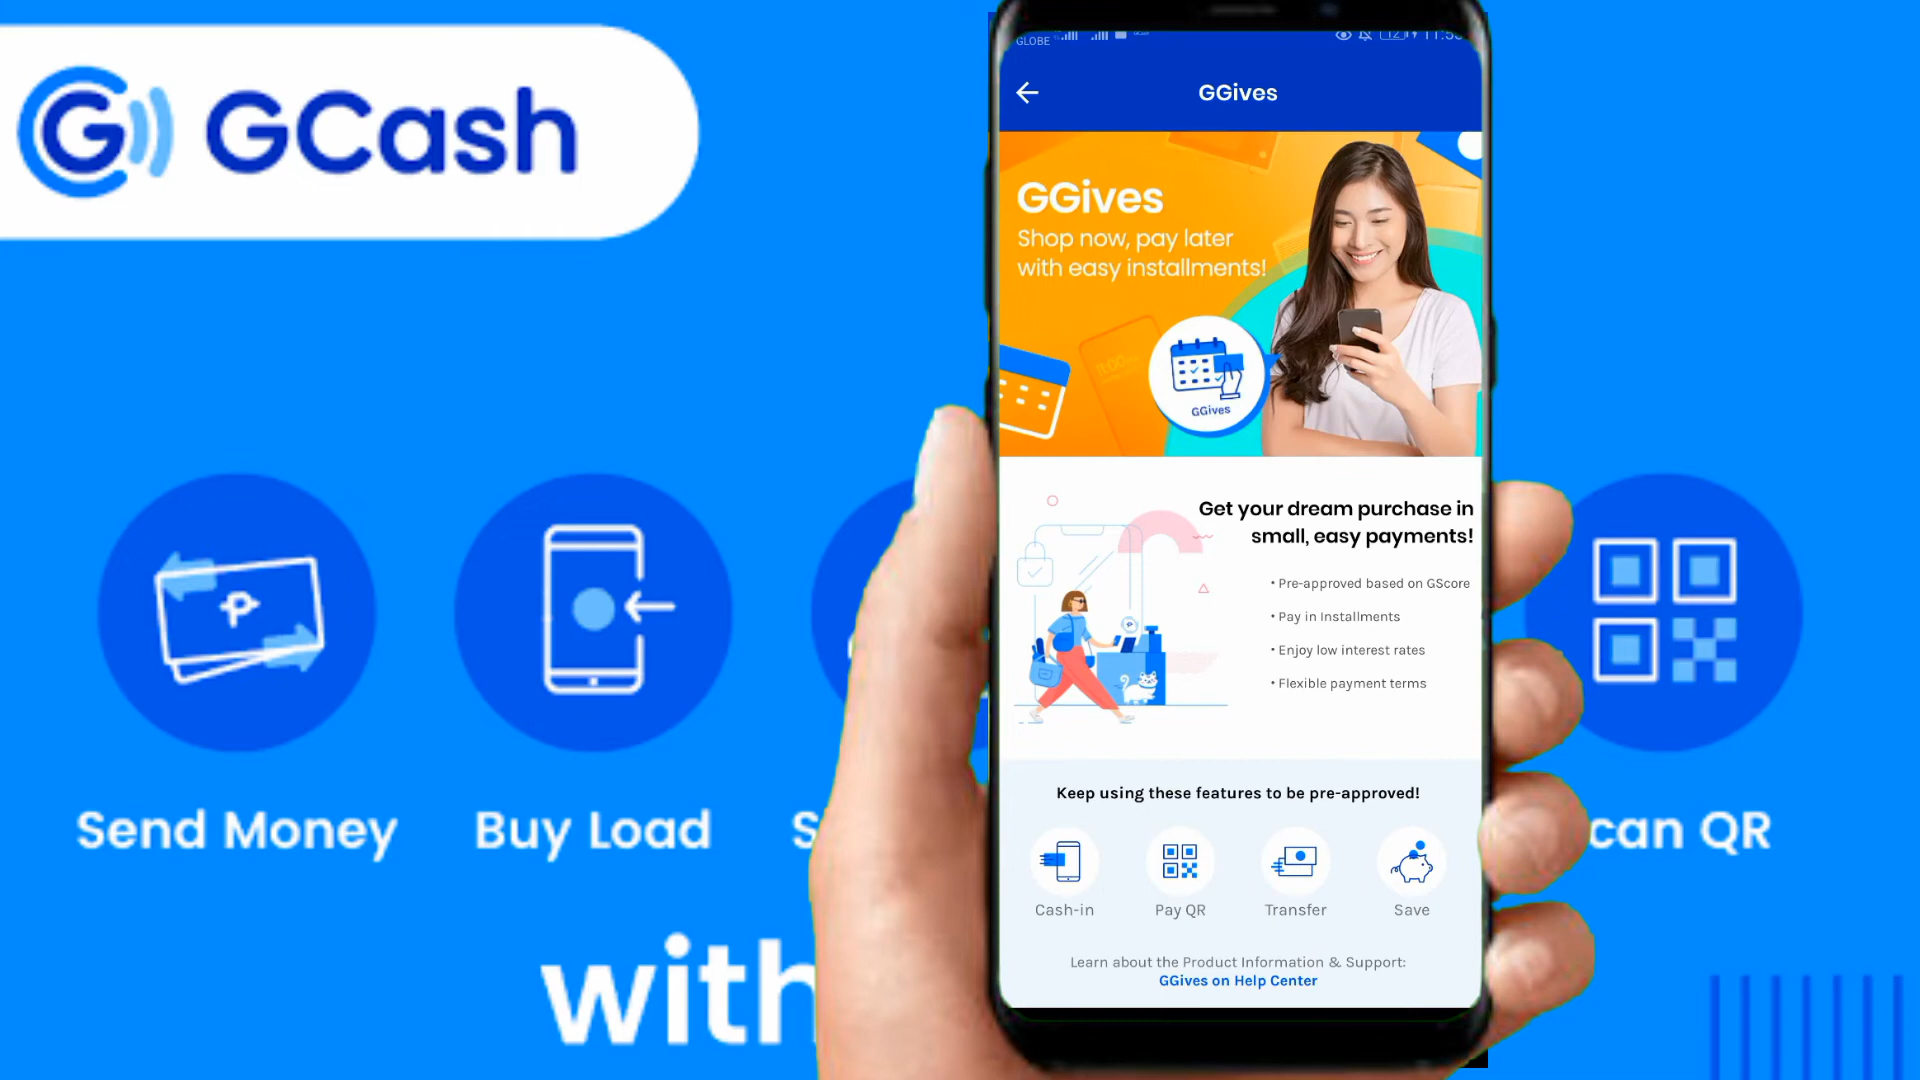 GCash
Send Money
Buy Load
can QR
with
GLOBE
GGives
GGives
Shop now, pay later
with easy installments!
GGives
Get your dream purchase in
small, easy payments!
• Pre-approved based on GScore
• Pay in Installments
• Enjoy low interest rates
• Flexible payment terms
Keep using these features to be pre-approved!
Cash-in
Pay QR
Transfer
Save
Learn about the Product Information & Support:
GGives on Help Center